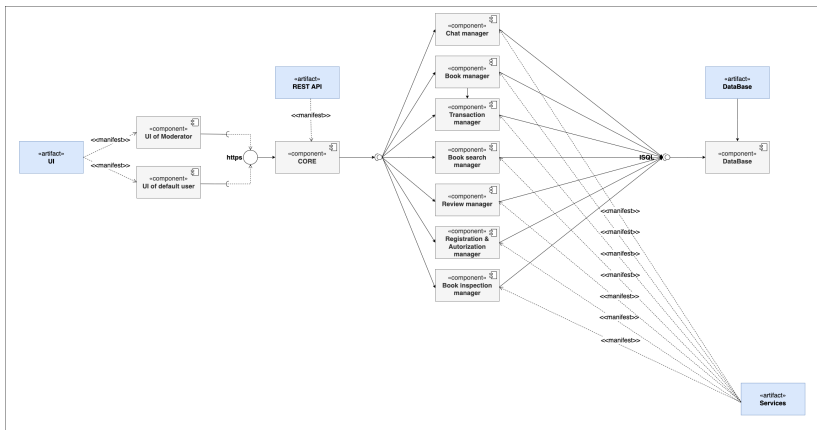 «component»
Chat manager
«component»
Book manager
«component»
Transaction
manager
«component»
Book search
manager
«component»
Review manager
«component»
Registration &
Autorization
manager
«component»
Book inspection
manager
«artifact»
REST API
<<manifest>>
«artifact»
UI
<<manifest>>
<<manifest>>
«component»
UI of Moderator
«component»
UI of default user
https
«component»
CORE
ISQL
«artifact»
DataBase
«component»
DataBase
<<manifest>>
<<manifest>>
<<manifest>>
<<manifest>>
<<manifest>>
<<manifest>>
<<manifest>>
«artifact»
Services